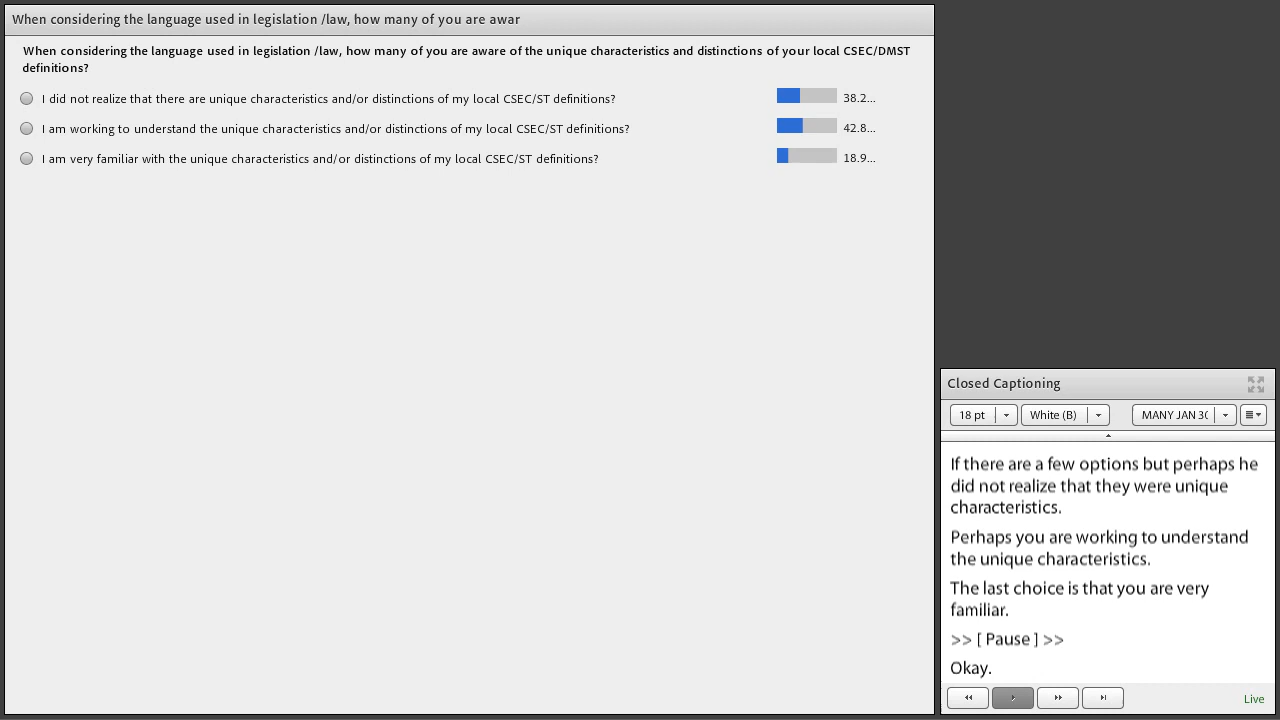 When considering the language used in legislation /law, how many of you are awar
When considering the language used in legislation /law, how many of you are aware of the unique characteristics and distinctions of your local CSEC/DMST
definitions?
I did not realize that there are unique characteristics and/or distinctions of my local CSEC/ST definitions? 38.2...
I am working to understand the unique characteristics and/or distinctions of my local CSEC/ST definitions? 42.8...
I am very familiar with the unique characteristics and/or distinctions of my local CSEC/ST definitions? 18.9...
Closed Captioning
18 pt White (B) MANY JAN 30
If there are a few options but perhaps he
did not realize that they were unique
characteristics.
Perhaps you are working to understand
the unique characteristics.
The last choice is that you are very
familiar.
>> [ Pause ] >>
Okay.
Live